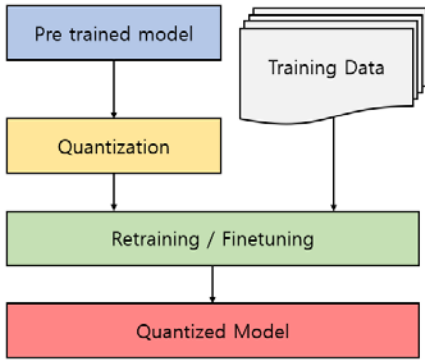 Pre trained model
Training Data
Quantization
Retraining / Finetuning
Quantized Model